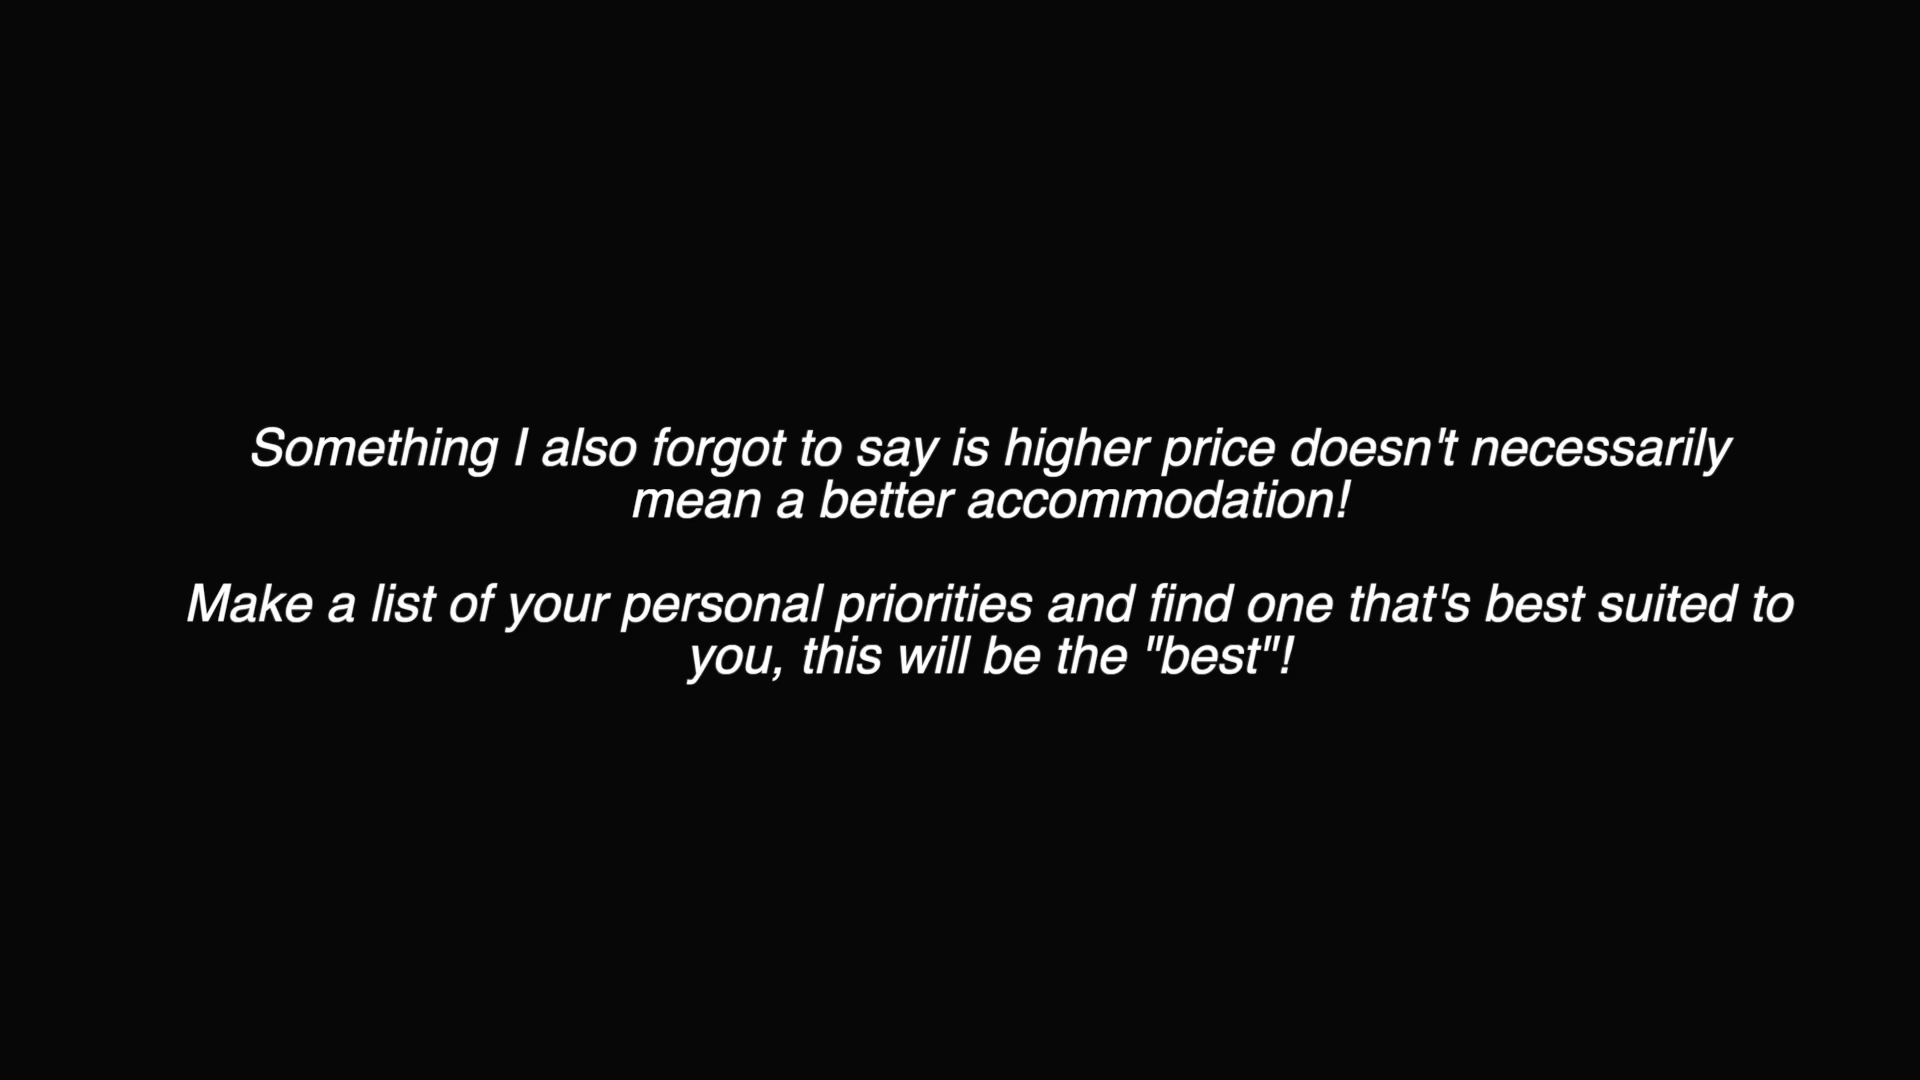 Something I also forgot to say is higher price doesn't necessarily
mean a better accommodation!
Make a list of your personal priorities and find one that's best suited to
you, this will be the "best"!